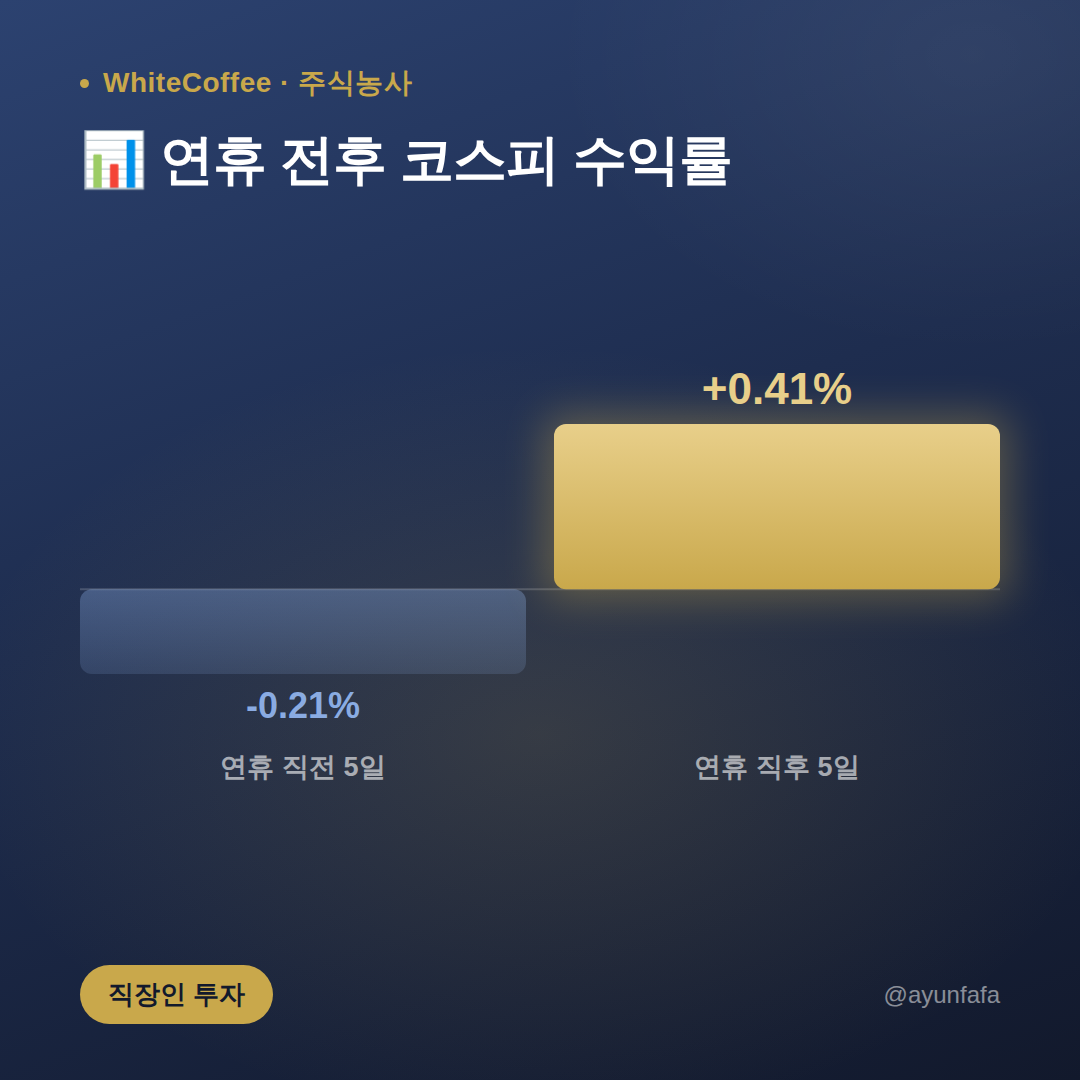 WhiteCoffee · 주식농사
📊 연휴 전후 코스피 수익률
+0.41%
-0.21%
연휴 직전 5일
연휴 직후 5일
직장인 투자
@ayunfafa